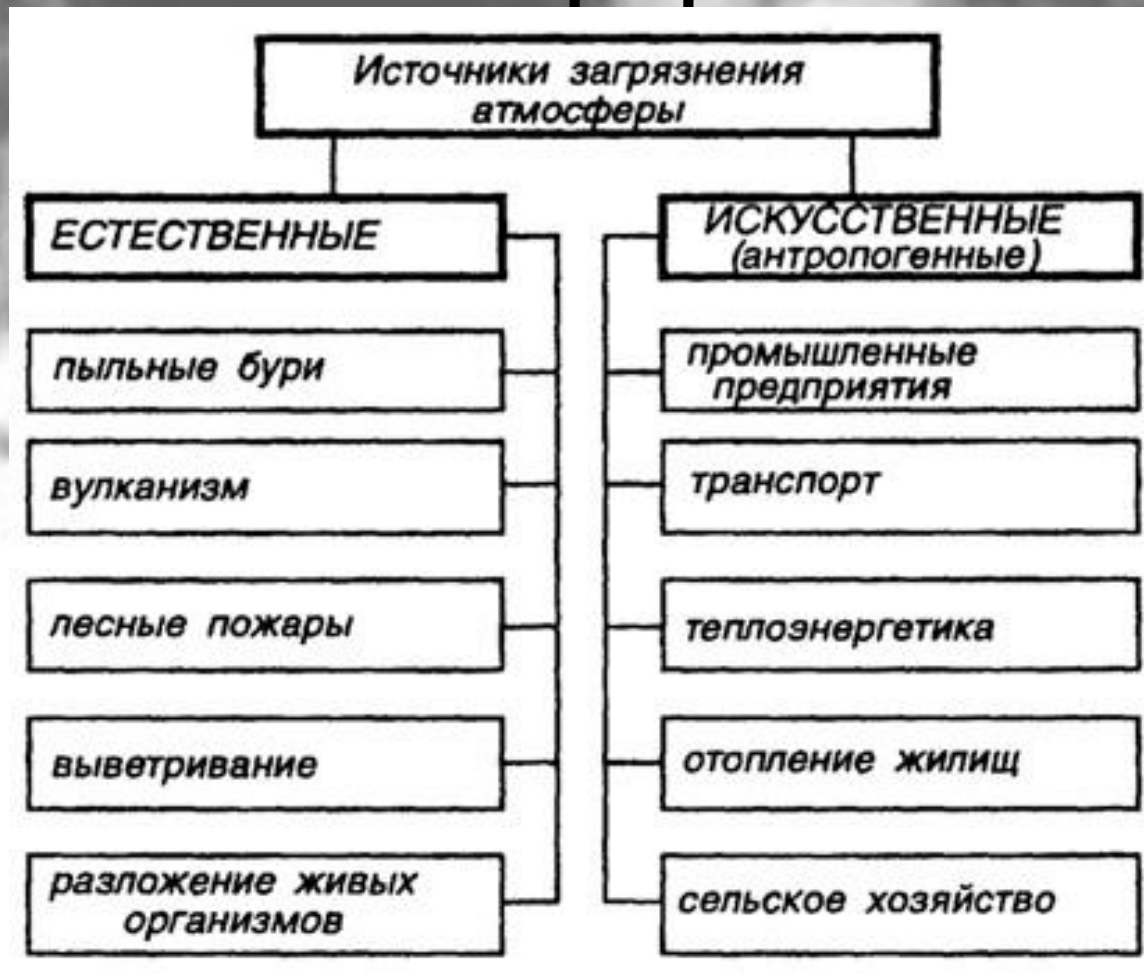 Источники загрязнения
атмосферы
ЕСТЕСТВЕННЫЕ
пыльные бури
вулканизм
лесные пожары
выветривание
разложение живых
организмов
ИСКУССТВЕННЫЕ
(антропогенные)
промышленные
предприятия
транспорт
теплоэнергетика
отопление жилищ
сельское хозяйство